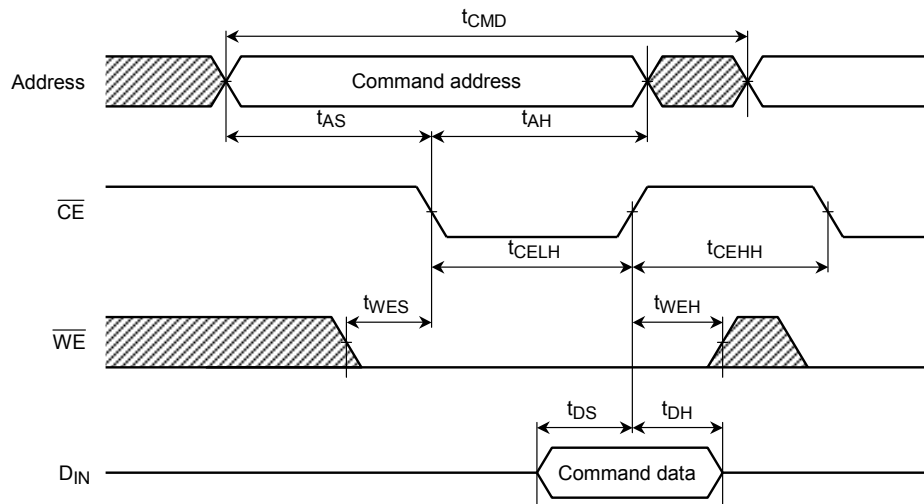 tCMD
Address
Command address
tAS
tAH
CE
tCELH
tCEHH
tWES
tWEH
WE
tDS
tDH
DIN
Command data